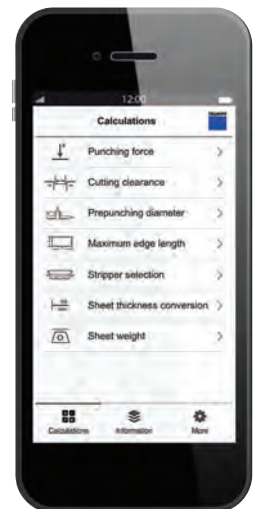 12:00
Calculations
Punching force
Cutting clearance
Prepunching diameter
Maximum edge length
Stripper selection
Sheet thickness conversion
Sheet weight
Calculations Information More